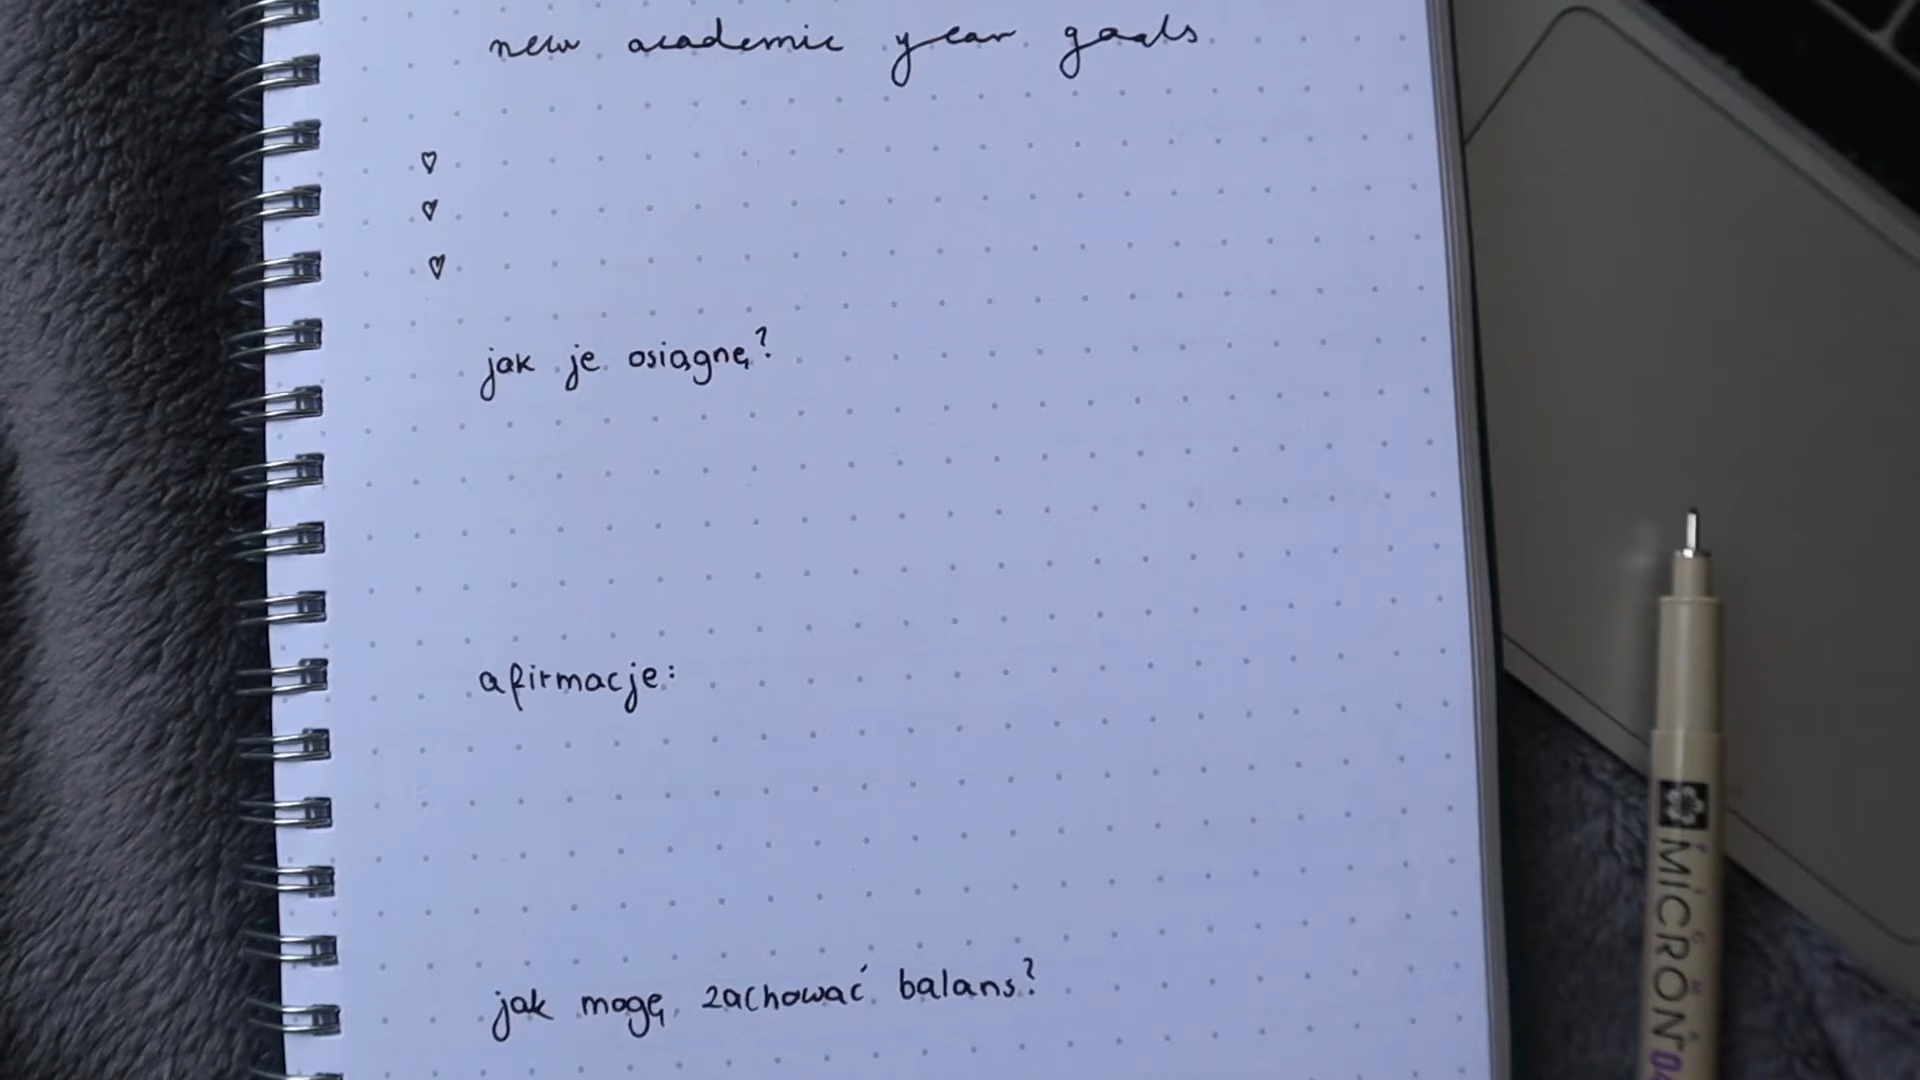 new academic year goals
♡
♡
♡
jak je osiągnę?
afirmacje:
jak mogę zachować balans?
MICRON